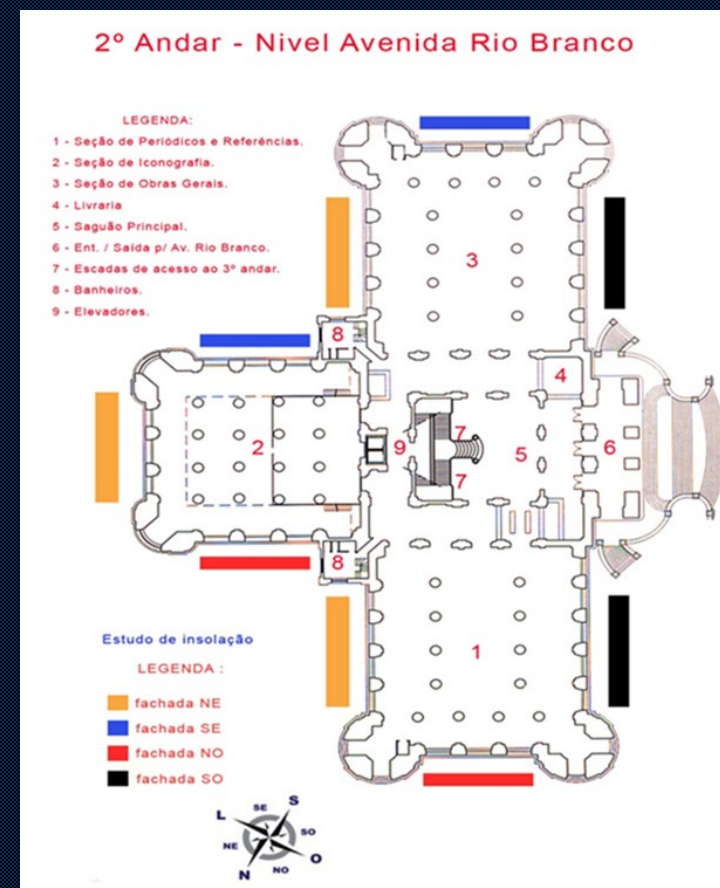 2º Andar - Nivel Avenida Rio Branco
LEGENDA:
1 - Seção de Periódicos e Referências.
2 - Seção de Iconografia.
3 - Seção de Obras Gerais.
4 - Livraria
5 - Saguão Principal.
6 - Ent. / Saída p/ Av. Rio Branco.
7 - Escadas de acesso ao 3º andar.
8 - Banheiros.
9 - Elevadores.
3
8
4
2
9
7
5
6
7
8
1
Estudo de insolação
LEGENDA :
fachada NE
fachada SE
fachada NO
fachada SO
L
SE
S
NE
SO
N
NO
O